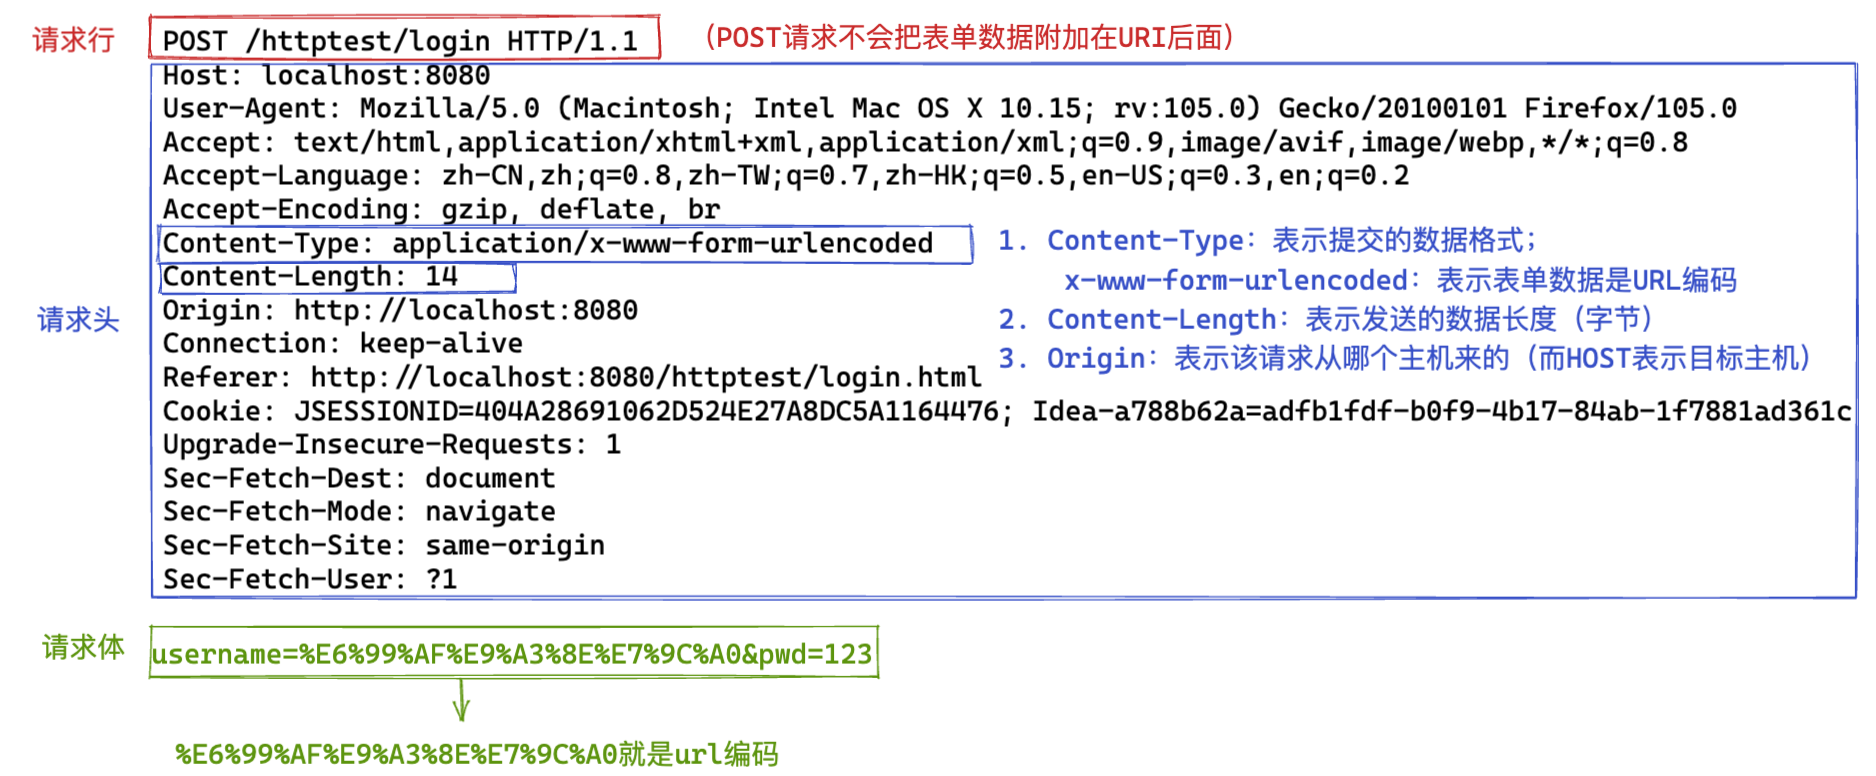 请求行 POST /httptest/login HTTP/1.1 （POST请求不会把表单数据附加在URI后面）
Host: localhost:8080
User-Agent: Mozilla/5.0 (Macintosh; Intel Mac OS X 10.15; rv:105.0) Gecko/20100101 Firefox/105.0
Accept: text/html,application/xhtml+xml,application/xml;q=0.9,image/avif,image/webp,*/*;q=0.8
Accept-Language: zh-CN,zh;q=0.8,zh-TW;q=0.7,zh-HK;q=0.5,en-US;q=0.3,en;q=0.2
Accept-Encoding: gzip, deflate, br
Content-Type: application/x-www-form-urlencoded
Content-Length: 14
Origin: http://localhost:8080
Connection: keep-alive
Referer: http://localhost:8080/httptest/login.html
Cookie: JSESSIONID=404A28691062D524E27A8DC5A1164476; Idea-a788b62a=adfb1fdf-b0f9-4b17-84ab-1f7881ad361c
Upgrade-Insecure-Requests: 1
Sec-Fetch-Dest: document
Sec-Fetch-Mode: navigate
Sec-Fetch-Site: same-origin
Sec-Fetch-User: ?1
请求头
1. Content-Type：表示提交的数据格式；
x-www-form-urlencoded：表示表单数据是URL编码
2. Content-Length：表示发送的数据长度（字节）
3. Origin：表示该请求从哪个主机来的（而HOST表示目标主机）
请求体 username=%E6%99%AF%E9%A3%8E%E7%9C%A0&pwd=123
%E6%99%AF%E9%A3%8E%E7%9C%A0就是url编码